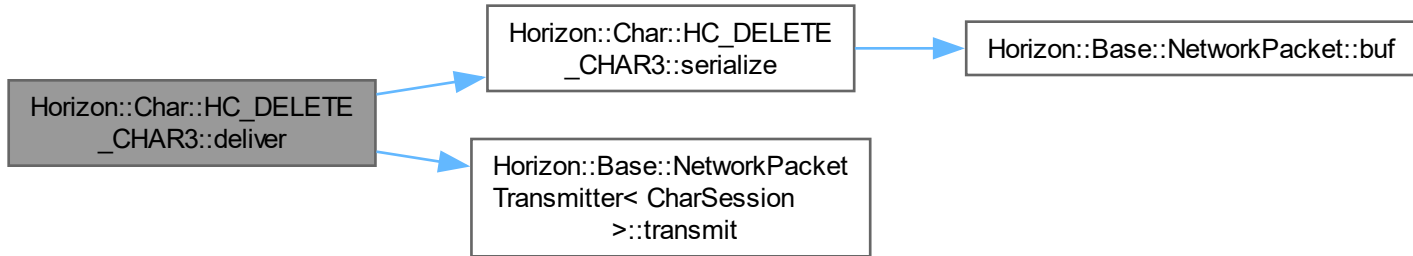 Horizon::Char::HC_DELETE
_CHAR3::deliver
Horizon::Char::HC_DELETE
_CHAR3::serialize
Horizon::Base::NetworkPacket::buf
Horizon::Base::NetworkPacket
Transmitter< CharSession
>::transmit